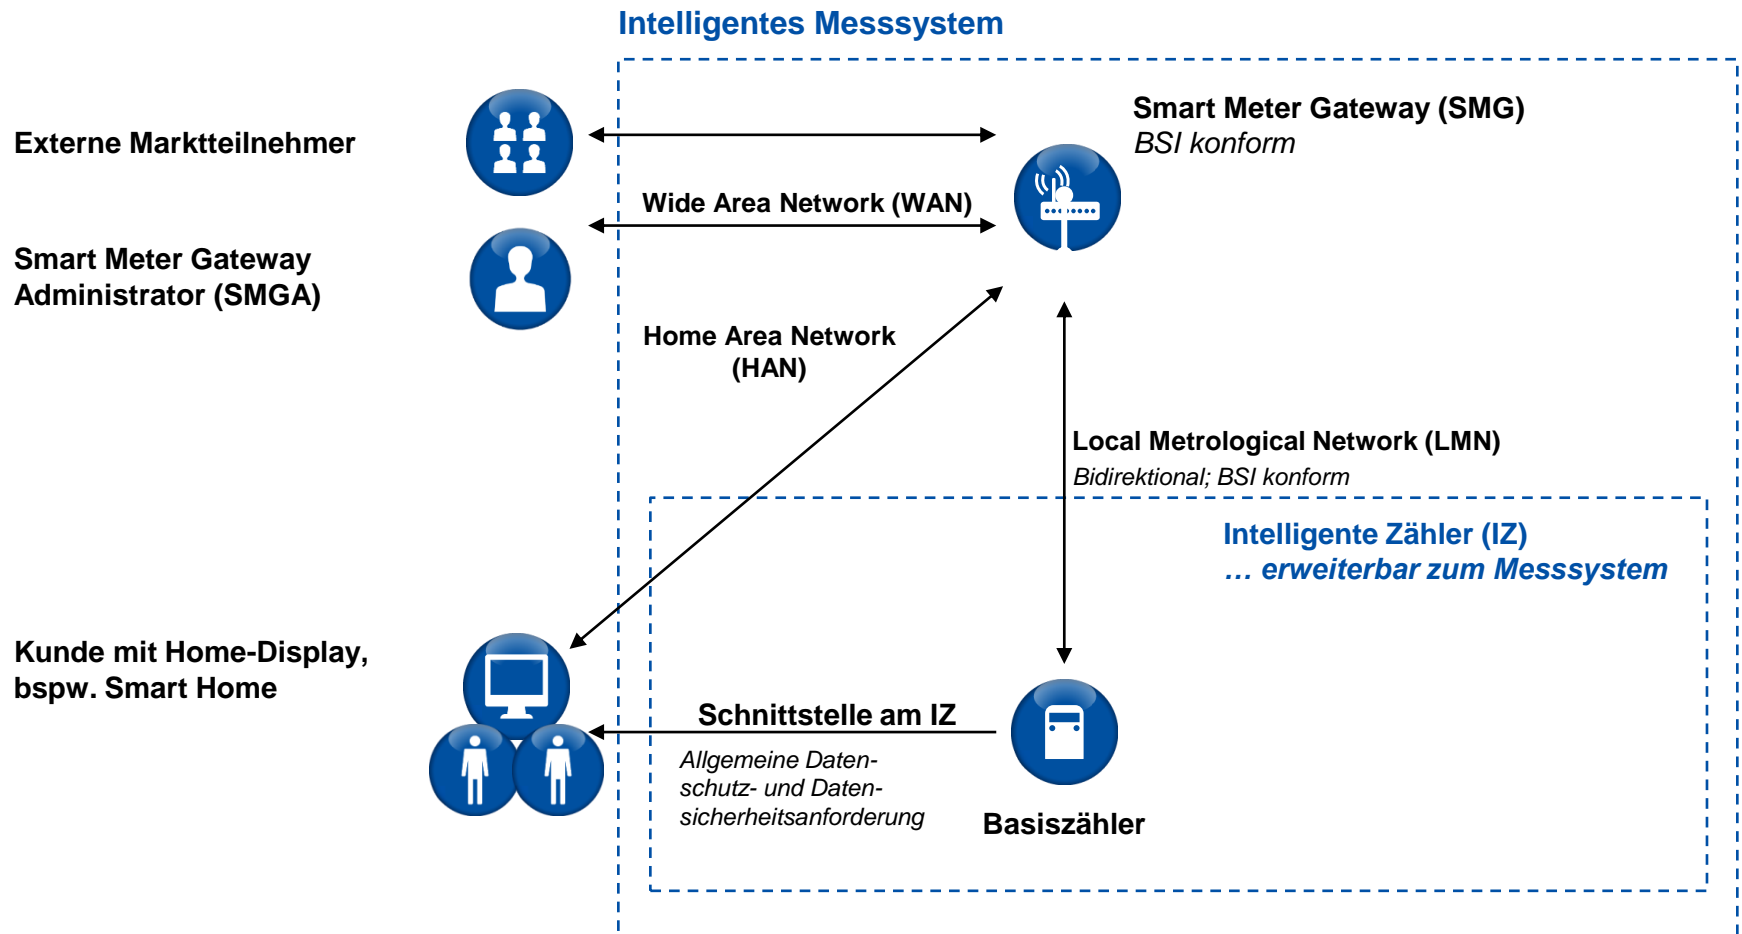 Intelligentes Messsystem
Externe Marktteilnehmer
Smart Meter Gateway (SMG)
BSI konform
Wide Area Network (WAN)
Smart Meter Gateway
Administrator (SMGA)
Home Area Network
(HAN)
Local Metrological Network (LMN)
Bidirektional; BSI konform
Intelligente Zähler (IZ)
… erweiterbar zum Messsystem
Kunde mit Home-Display,
bspw. Smart Home
Schnittstelle am IZ
Allgemeine Daten-
schutz- und Daten-
sicherheitsanforderung
Basiszähler